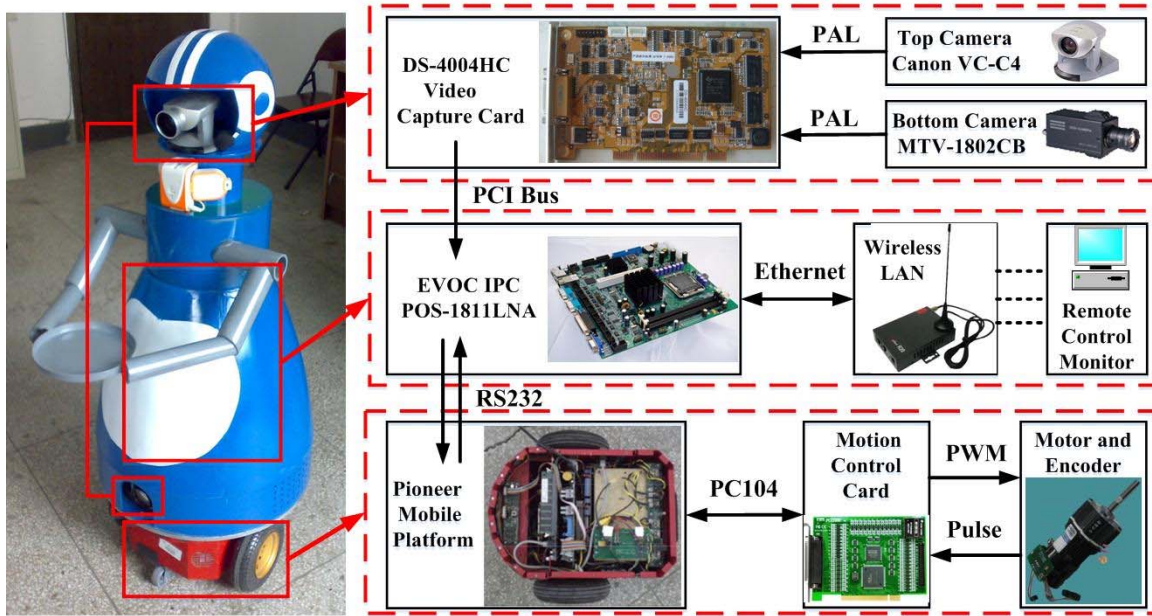 DS-4004HC
Video
Capture Card
PAL
Top Camera
Canon VC-C4
PAL
Bottom Camera
MTV-1802CB
PCI Bus
EVOC IPC
POS-1811LNA
Ethernet
Wireless
LAN
Remote
Control
Monitor
RS232
Pioneer
Mobile
Platform
PC104
Motion
Control
Card
PWM
Pulse
Motor and
Encoder